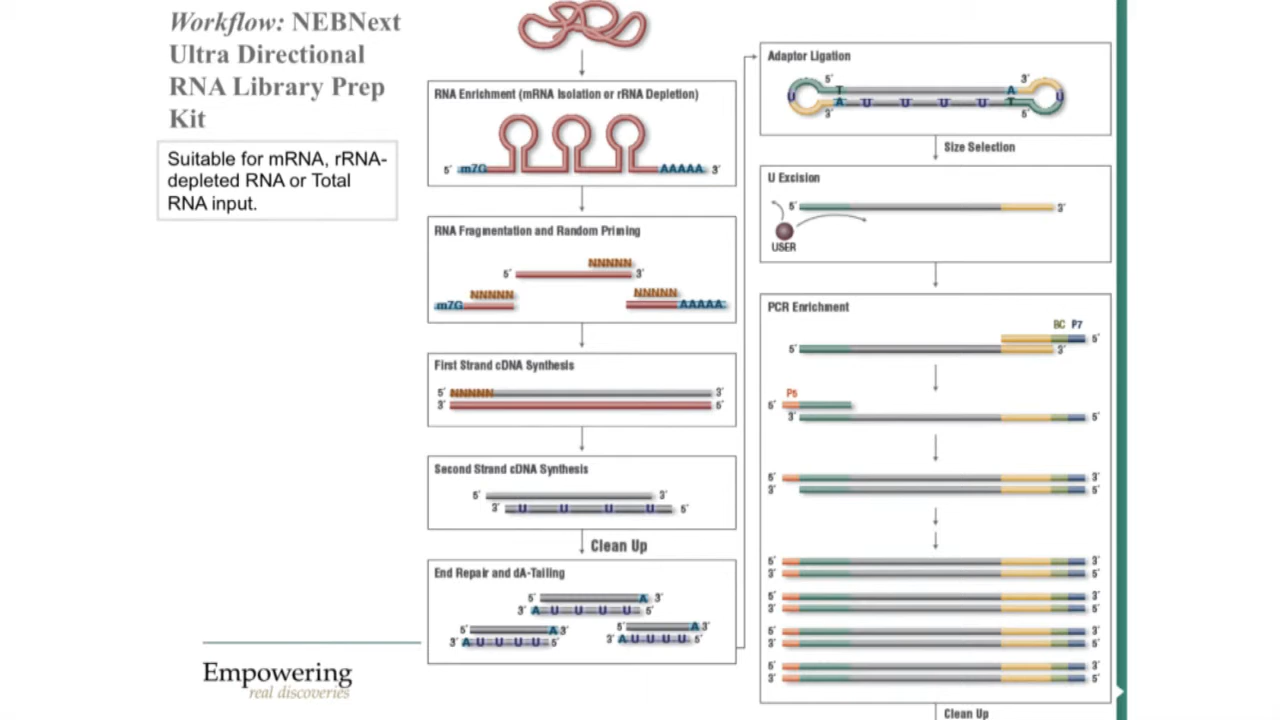 Workflow: NEBNext
Ultra Directional
RNA Library Prep
Kit
Suitable for mRNA, rRNA-
depleted RNA or Total
RNA input.
RNA Enrichment (mRNA Isolation or rRNA Depletion)
5´ m7G AAAAA 3´
RNA Fragmentation and Random Priming
NNNNN
5´ 3´
NNNNN NNNNN
m7G AAAAA
First Strand cDNA Synthesis
5´ NNNNN 3´
3´ 5´
Second Strand cDNA Synthesis
5´ 3´
3´ U U U U 5´
Clean Up
End Repair and dA-Tailing
5´ A 3´
3´ A U U U U 5´
5´ A 3´
3´ A U U U U 5´
5´ A 3´
3´ A U U U U 5´
Adaptor Ligation
5´ T A 3´
U U
3´ A U U U U T 5´
Size Selection
U Excision
5´ 3´
USER
PCR Enrichment
BC P7
5´
5´ 3´
P5
5´
3´ 5´
5´ 3´
3´ 5´
5´ 3´
3´ 5´
5´ 3´
3´ 5´
5´ 3´
3´ 5´
5´ 3´
3´ 5´
Clean Up
Empowering
real discoveries